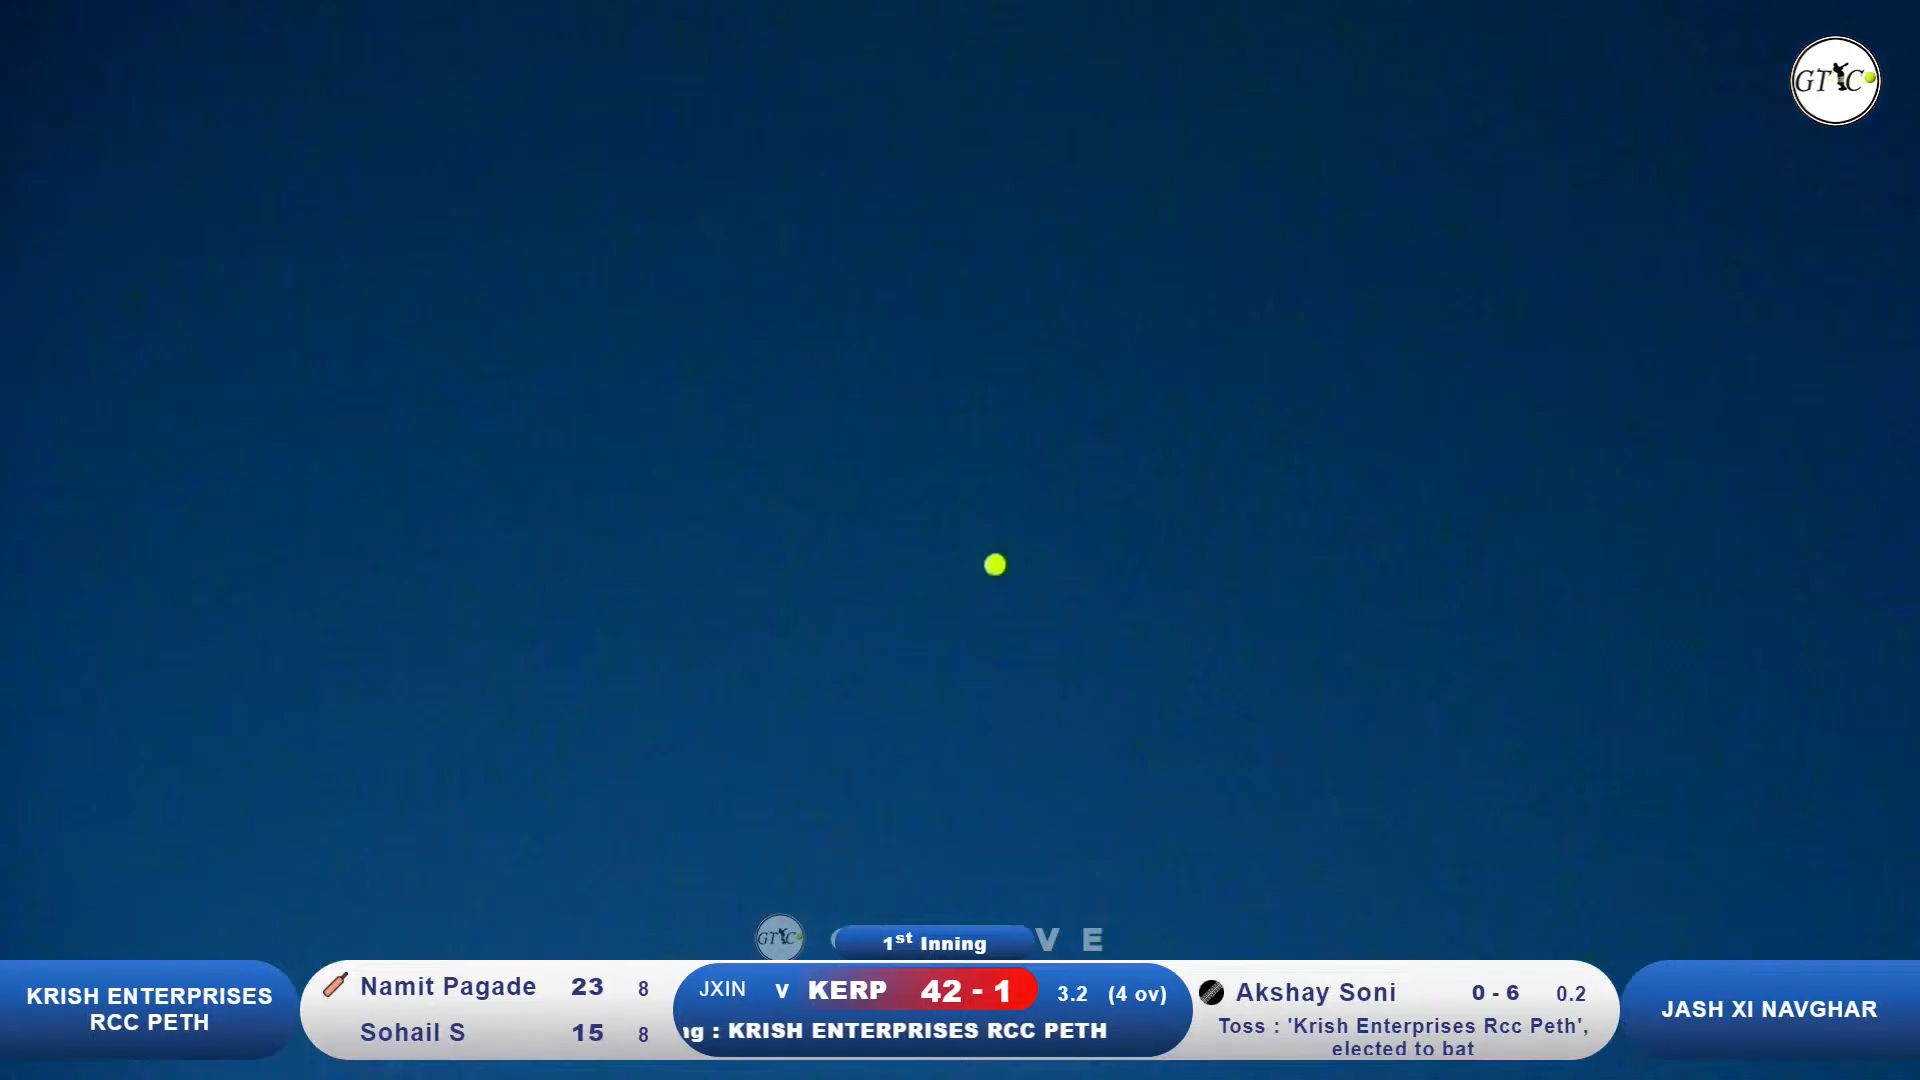 GTC
GTC
V E
1st Inning
KRISH ENTERPRISES
RCC PETH
Namit Pagade 23 8
Sohail S 15 8
JXIN v KERP 42 - 1 3.2 (4 ov)
ng : KRISH ENTERPRISES RCC PETH
Akshay Soni 0 - 6 0.2
Toss : 'Krish Enterprises Rcc Peth',
elected to bat
JASH XI NAVGHAR